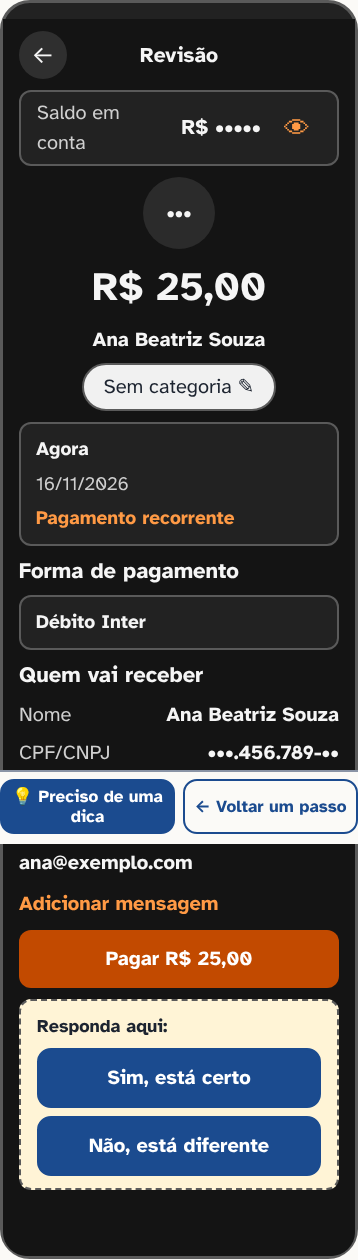 ←
Revisão
Saldo em
conta
R$ •••••
•••
R$ 25,00
Ana Beatriz Souza
Sem categoria ✎
Agora
16/11/2026
Pagamento recorrente
Forma de pagamento
Débito Inter
Quem vai receber
Nome Ana Beatriz Souza
CPF/CNPJ •••.456.789-••
💡 Preciso de uma
dica
← Voltar um passo
ana@exemplo.com
Adicionar mensagem
Pagar R$ 25,00
Responda aqui:
Sim, está certo
Não, está diferente